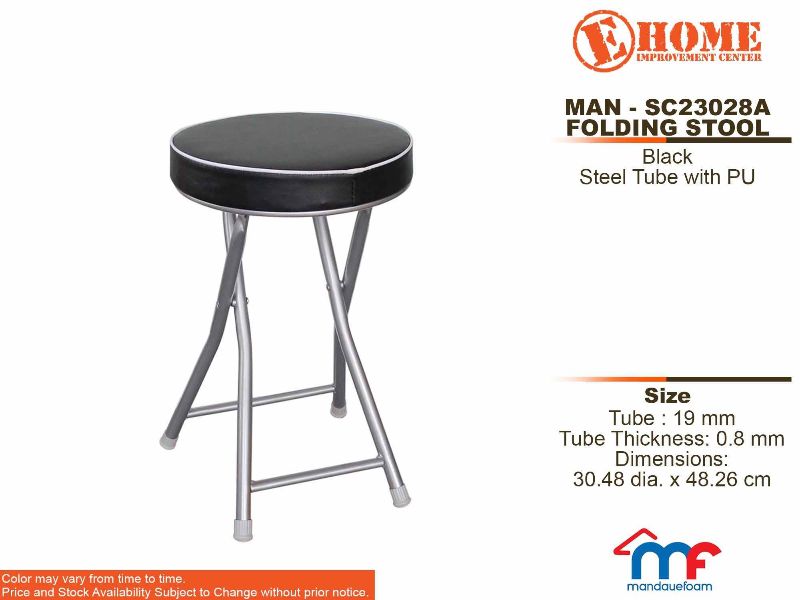 E HOME
IMPROVEMENT CENTER
MAN - SC23028A
FOLDING STOOL
Black
Steel Tube with PU
Size
Tube : 19 mm
Tube Thickness: 0.8 mm
Dimensions:
30.48 dia. x 48.26 cm
mf
mandauefoam
Color may vary from time to time.
Price and Stock Availability Subject to Change without prior notice.